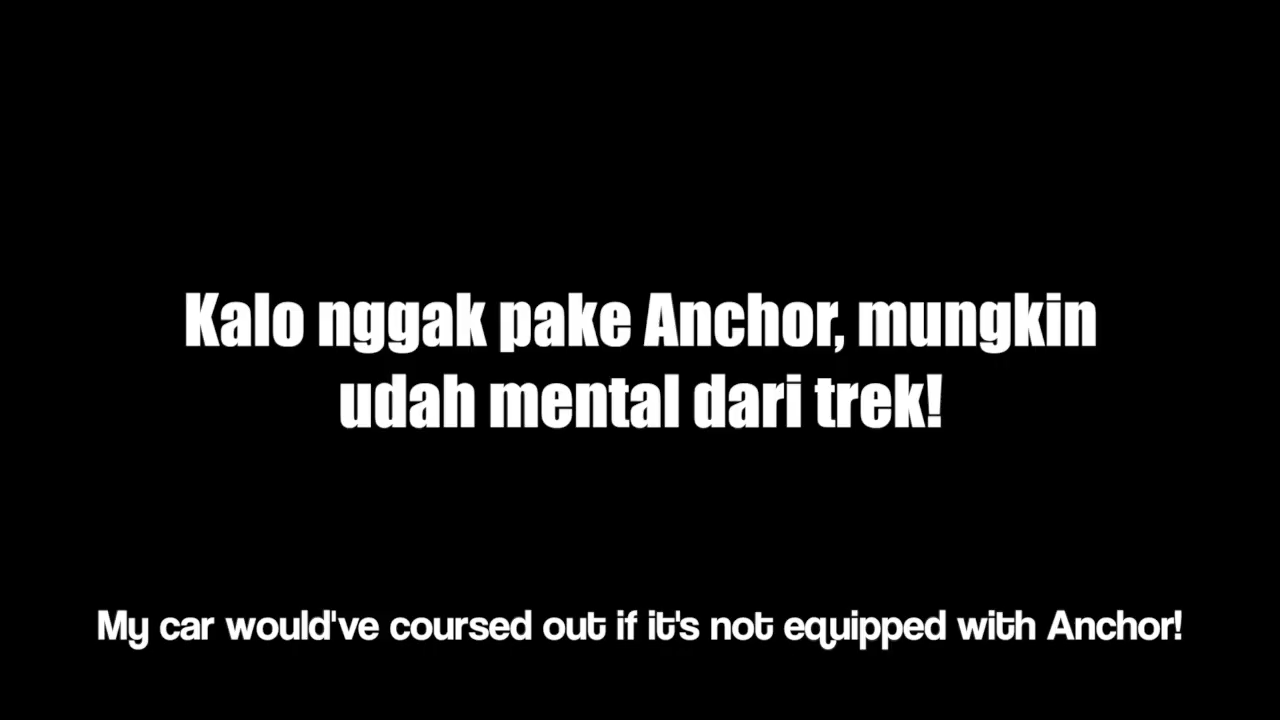 Kalo nggak pake Anchor, mungkin
udah mental dari trek!
My car would've coursed out if it's not equipped with Anchor!